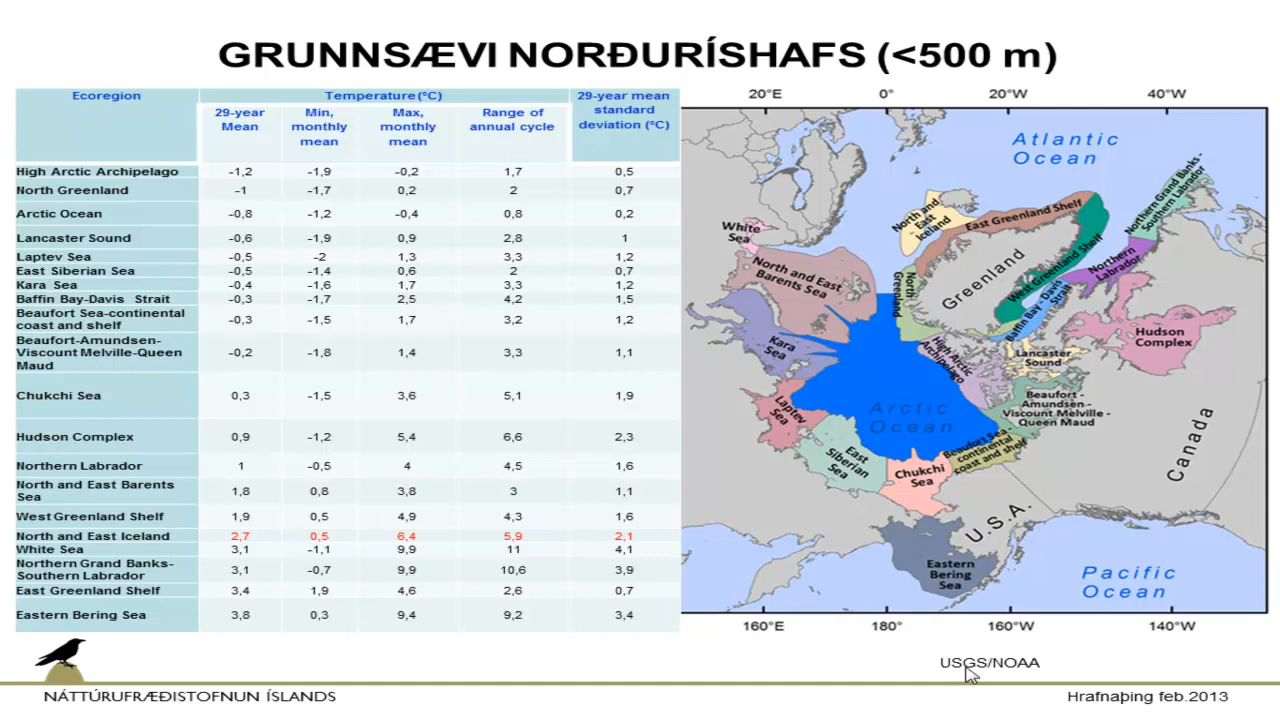 GRUNNSÆVI NORÐURÍSHAFS (<500 m)
Ecoregion Temperature (°C) 29-year mean standard deviation (°C)
29-year Mean Min, monthly mean Max, monthly mean Range of annual cycle
High Arctic Archipelago -1,2 -1,9 -0,2 1,7 0,5
North Greenland -1 -1,7 0,2 2 0,7
Arctic Ocean -0,8 -1,2 -0,4 0,8 0,2
Lancaster Sound -0,6 -1,9 0,9 2,8 1
Laptev Sea -0,5 -2 1,3 3,3 1,2
East Siberian Sea -0,5 -1,4 0,6 2 0,7
Kara Sea -0,4 -1,6 1,7 3,3 1,2
Baffin Bay-Davis Strait -0,3 -1,7 2,5 4,2 1,5
Beaufort Sea-continental
coast and shelf -0,3 -1,5 1,7 3,2 1,2
Beaufort-Amundsen-
Viscount Melville-Queen
Maud -0,2 -1,8 1,4 3,3 1,1
Chukchi Sea 0,3 -1,5 3,6 5,1 1,9
Hudson Complex 0,9 -1,2 5,4 6,6 2,3
Northern Labrador 1 -0,5 4 4,5 1,6
North and East Barents
Sea 1,8 0,8 3,8 3 1,1
West Greenland Shelf 1,9 0,5 4,9 4,3 1,6
North and East Iceland 2,7 0,5 6,4 5,9 2,1
White Sea 3,1 -1,1 9,9 11 4,1
Northern Grand Banks-
Southern Labrador 3,1 -0,7 9,9 10,6 3,9
East Greenland Shelf 3,4 1,9 4,6 2,6 0,7
Eastern Bering Sea 3,8 0,3 9,4 9,2 3,4
20°E 0° 20°W 40°W
Atlantic
Ocean
Northern Grand Banks -
Southern Labrador
North and
East
Iceland
East Greenland Shelf
White
Sea
West Greenland Shelf
Northern
Labrador
North and East
Barents Sea
North
Greenland
Greenland
Baffin Bay - Davis
Strait
Hudson
Complex
Kara
Sea
High Arctic
Archipelago
Lancaster
Sound
Laptev
Sea
Arctic
Ocean
Beaufort -
Amundsen -
Viscount Melville -
Queen Maud
Canada
East
Siberian
Sea
Beaufort Sea -
continental
coast and shelf
Chukchi
Sea
U.S.A.
Eastern
Bering
Sea
Pacific
Ocean
160°E 180° 160°W 140°W
USGS/NOAA
NÁTTÚRUFRÆÐISTOFNUN ÍSLANDS
Hrafnaþing feb.2013